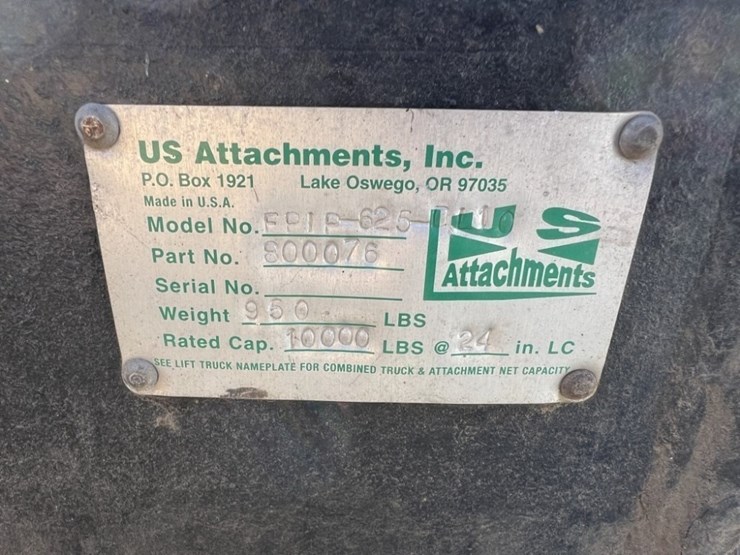 US Attachments, Inc.
P.O. Box 1921 Lake Oswego, OR 97035
Made in U.S.A.
Model No.
Part No. 800076
Serial No.
Weight 950 LBS
Rated Cap. 10000 LBS @ 24 in. LC
SEE LIFT TRUCK NAMEPLATE FOR COMBINED TRUCK & ATTACHMENT NET CAPACITY
US
Attachments